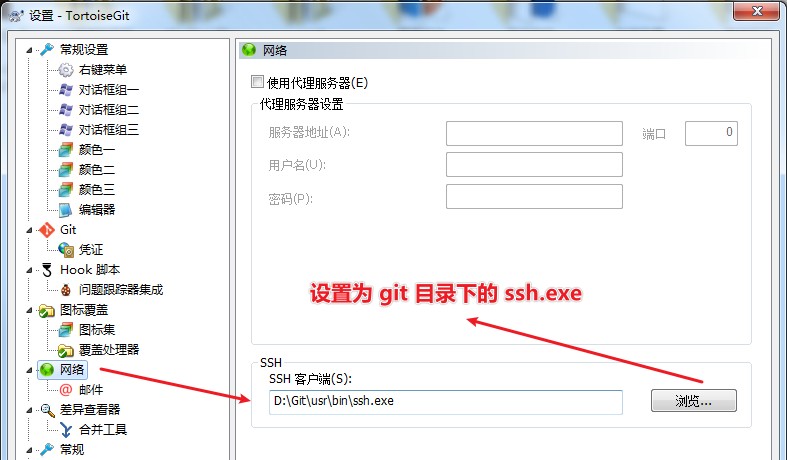 设置 - TortoiseGit
常规设置
右键菜单
对话框组一
对话框组二
对话框组三
颜色一
颜色二
颜色三
编辑器
Git
凭证
Hook 脚本
问题跟踪器集成
图标覆盖
图标集
覆盖处理器
网络
邮件
差异查看器
合并工具
常规
网络
使用代理服务器(E)
代理服务器设置
服务器地址(A):
端口
0
用户名(U):
密码(P):
设置为 git 目录下的 ssh.exe
SSH
SSH 客户端(S):
D:\Git\usr\bin\ssh.exe
浏览...